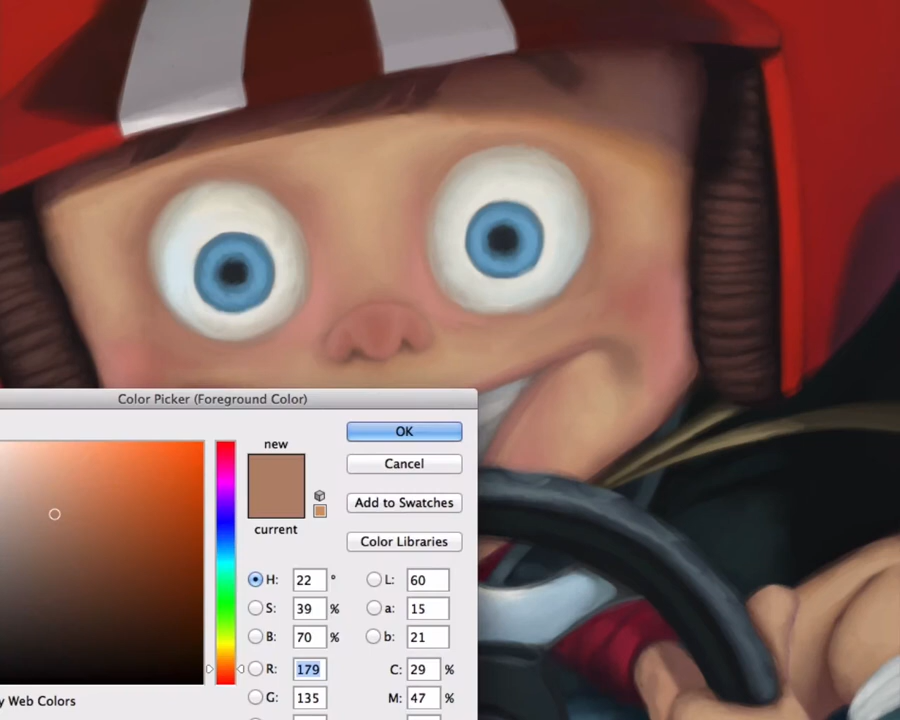 Color Picker (Foreground Color)
new
current
OK
Cancel
Add to Swatches
Color Libraries
H: 22 °
S: 39 %
B: 70 %
R: 179
G: 135
L: 60
a: 15
b: 21
C: 29 %
M: 47 %
y Web Colors